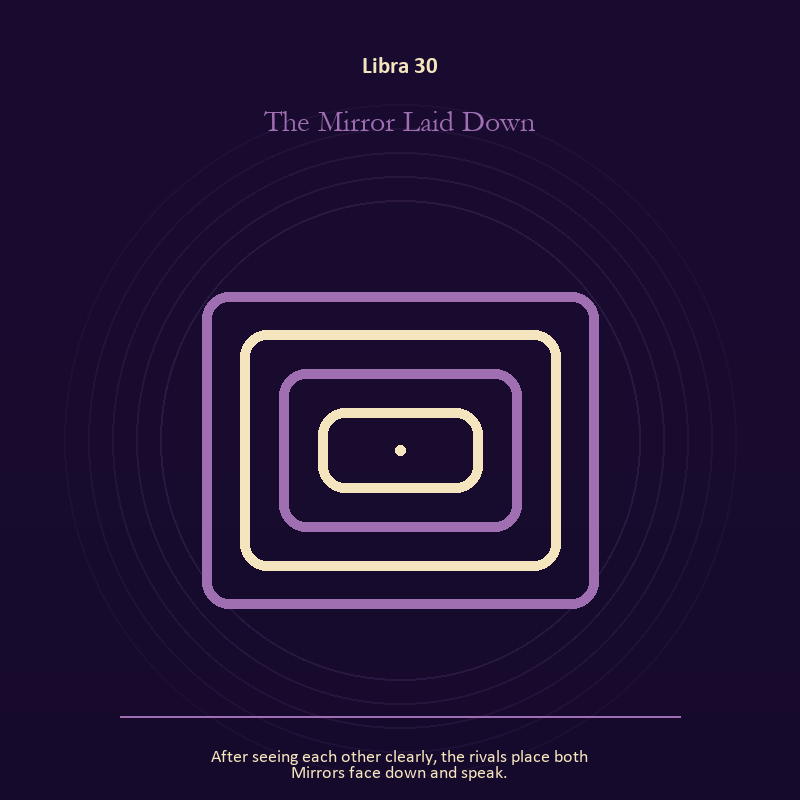 Libra 30
The Mirror Laid Down
After seeing each other clearly, the rivals place both
Mirrors face down and speak.